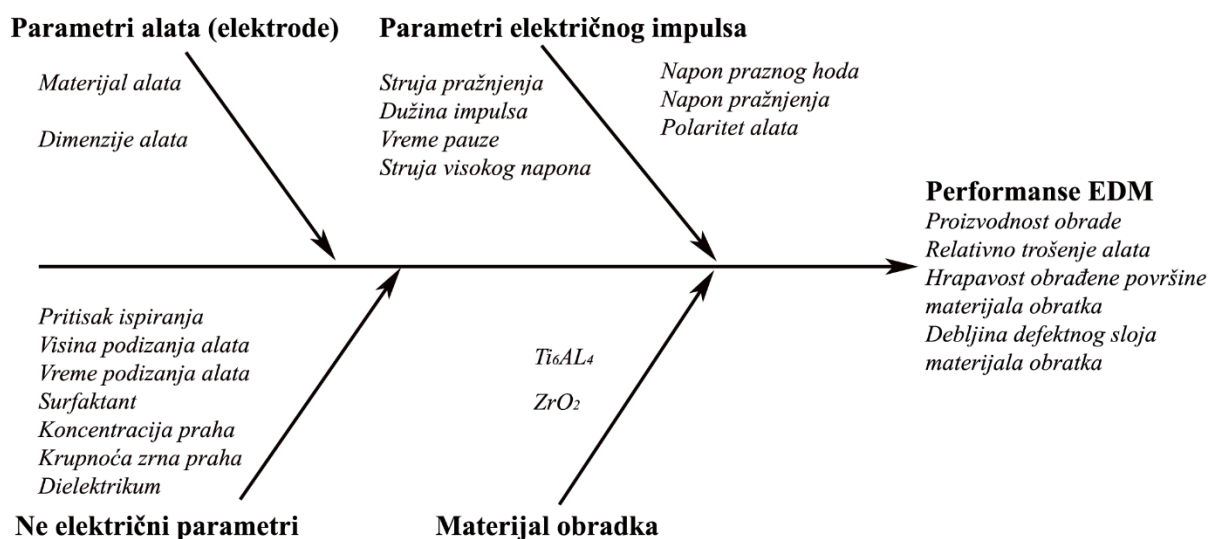 Parametri alata (elektrode)
Materijal alata
Dimenzije alata
Parametri električnog impulsa
Struja pražnjenja
Dužina impulsa
Vreme pauze
Struja visokog napona
Napon praznog hoda
Napon pražnjenja
Polaritet alata
Performanse EDM
Proizvodnost obrade
Relativno trošenje alata
Hrapavost obrađene površine
materijala obratka
Debljina defektnog sloja
materijala obratka
Pritisak ispiranja
Visina podizanja alata
Vreme podizanja alata
Surfaktant
Koncentracija praha
Krupnoća zrna praha
Dielektrikum
Ne električni parametri
Ti₆AL₄
ZrO₂
Materijal obradka